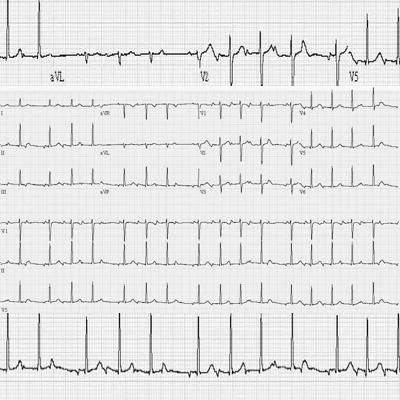 aVL V2 V5
I aVR V1 V4
II aVL V2 V5
III aVF V3 V6
V1
II
V5